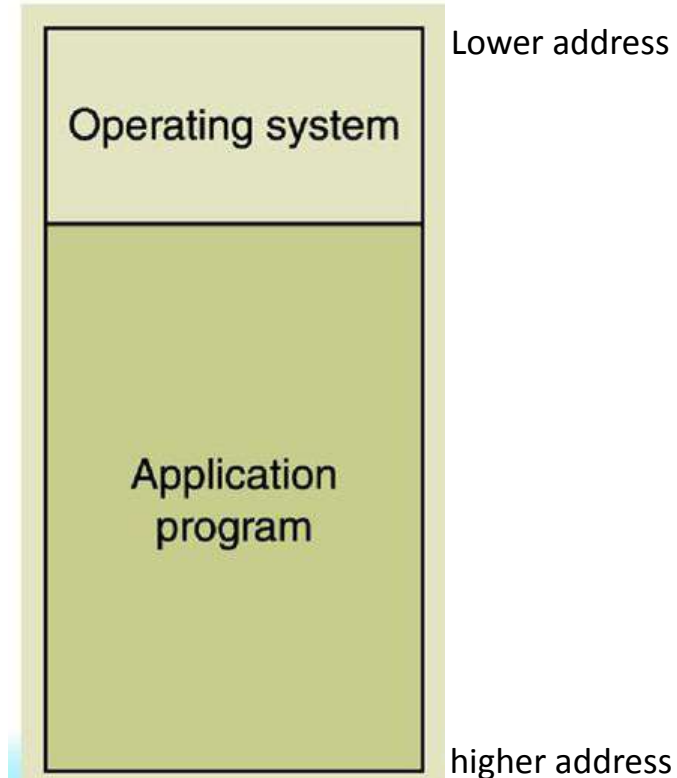 Lower address
Operating system
Application
program
higher address